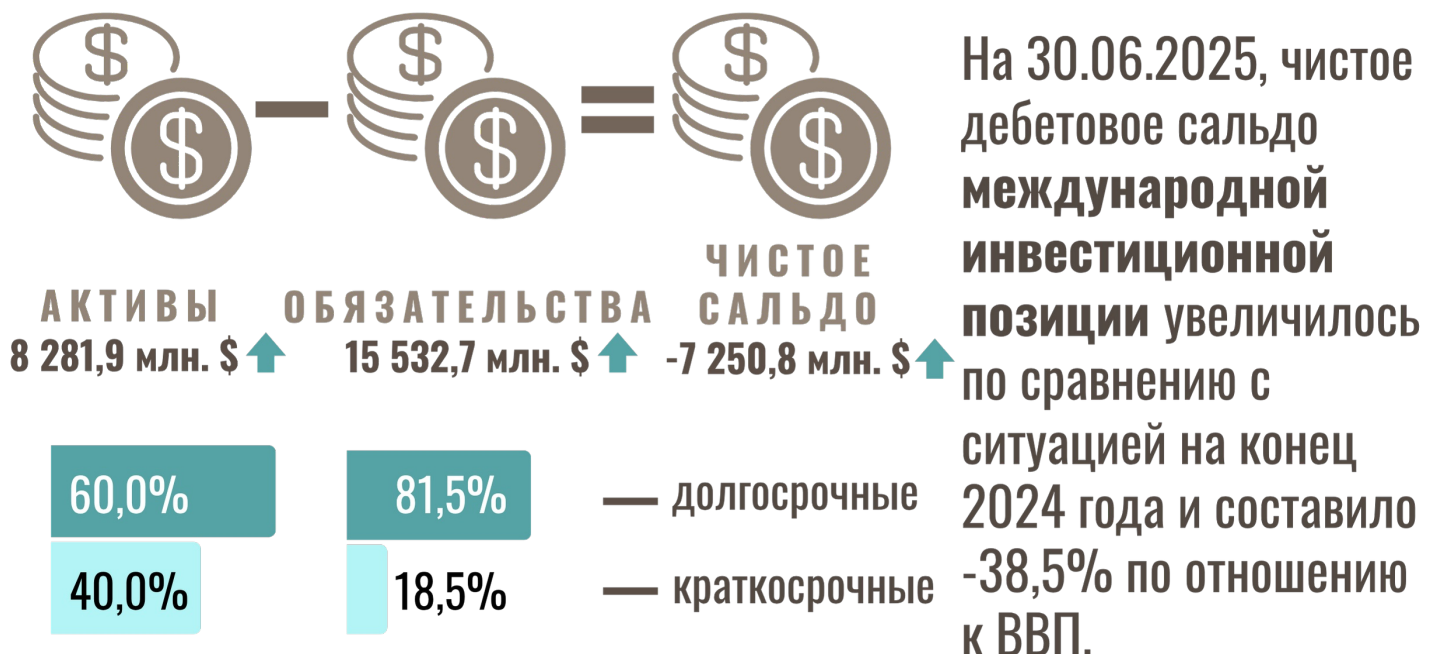 АКТИВЫ
8 281,9 млн. $
ОБЯЗАТЕЛЬСТВА
15 532,7 млн. $
ЧИСТОЕ
САЛЬДО
-7 250,8 млн. $
60,0%
40,0%
81,5%
18,5%
долгосрочные
краткосрочные
На 30.06.2025, чистое
дебетовое сальдо
международной
инвестиционной
позиции увеличилось
по сравнению с
ситуацией на конец
2024 года и составило
-38,5% по отношению
к ВВП.